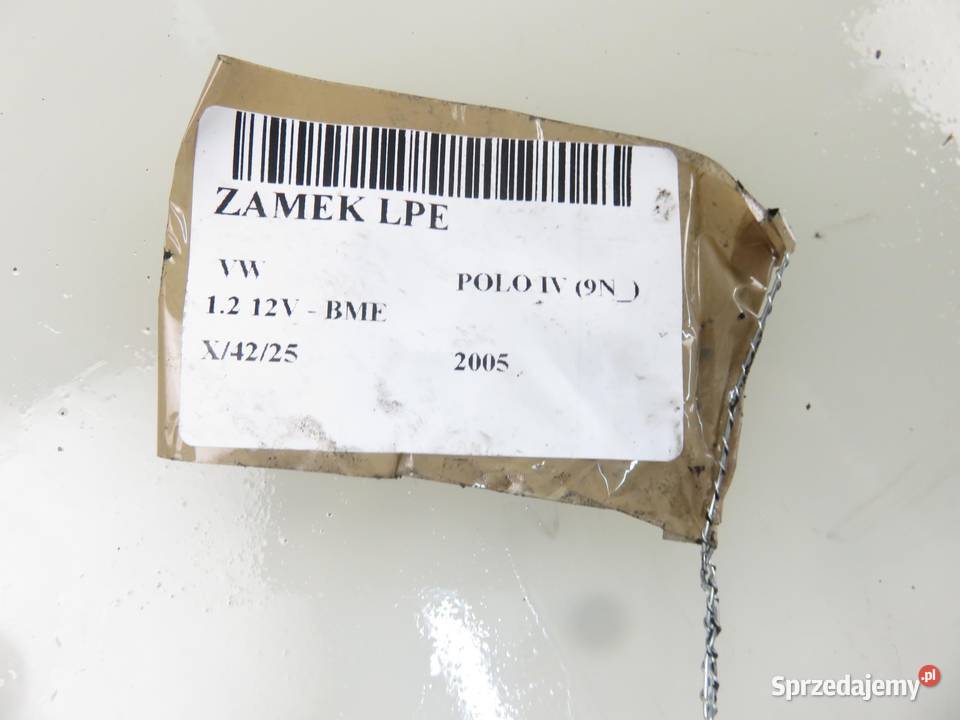 ZAMEK LPE
VW POLO IV (9N_)
1.2 12V - BME
X/42/25 2005
Sprzedajemy.pl